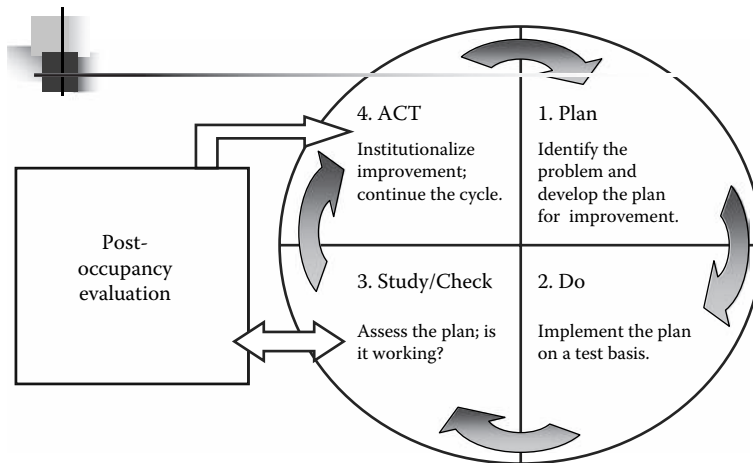 4. ACT
Institutionalize
improvement;
continue the cycle.
1. Plan
Identify the
problem and
develop the plan
for improvement.
Post-
occupancy
evaluation
3. Study/Check
Assess the plan; is
it working?
2. Do
Implement the plan
on a test basis.